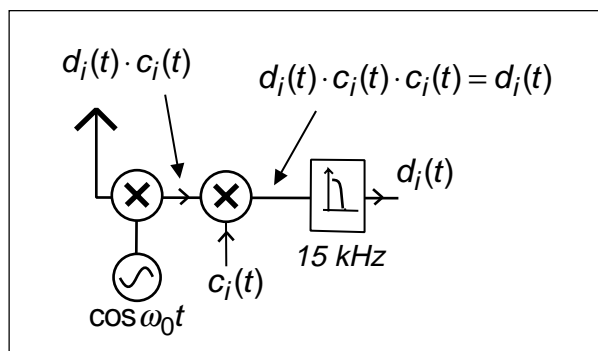 d_i(t) · c_i(t)
d_i(t) · c_i(t) · c_i(t) = d_i(t)
d_i(t)
15 kHz
c_i(t)
cos ω_0t